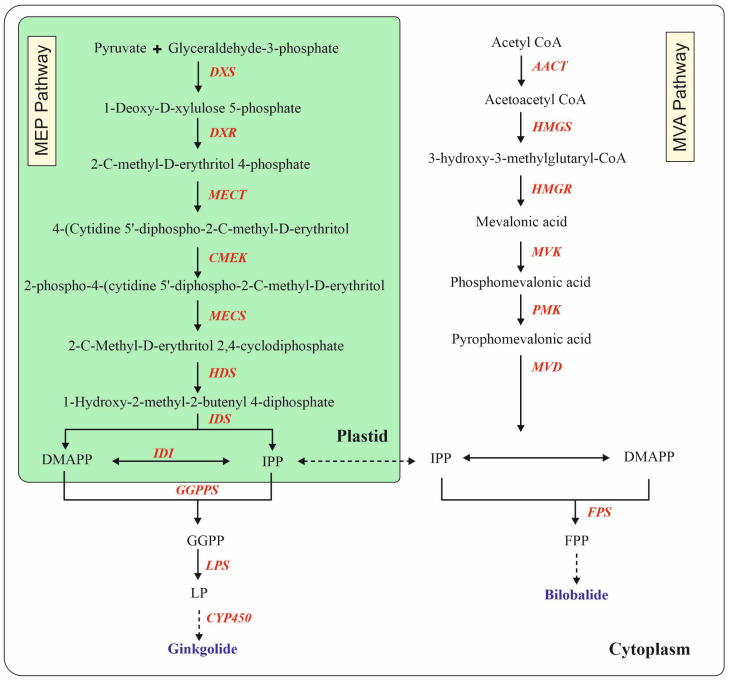 MEP Pathway
Pyruvate + Glyceraldehyde-3-phosphate
DXS
1-Deoxy-D-xylulose 5-phosphate
DXR
2-C-methyl-D-erythritol 4-phosphate
MECT
4-(Cytidine 5'-diphospho-2-C-methyl-D-erythritol
CMEK
2-phospho-4-(cytidine 5'-diphospho-2-C-methyl-D-erythritol
MECS
2-C-Methyl-D-erythritol 2,4-cyclodiphosphate
HDS
1-Hydroxy-2-methyl-2-butenyl 4-diphosphate
IDS
Plastid
DMAPP
IDI
IPP
GGPPS
GGPP
LPS
LP
CYP450
Ginkgolide
MVA Pathway
Acetyl CoA
AACT
Acetoacetyl CoA
HMGS
3-hydroxy-3-methylglutaryl-CoA
HMGR
Mevalonic acid
MVK
Phosphomevalonic acid
PMK
Pyrophomevalonic acid
MVD
IPP
DMAPP
FPS
FPP
Bilobalide
Cytoplasm